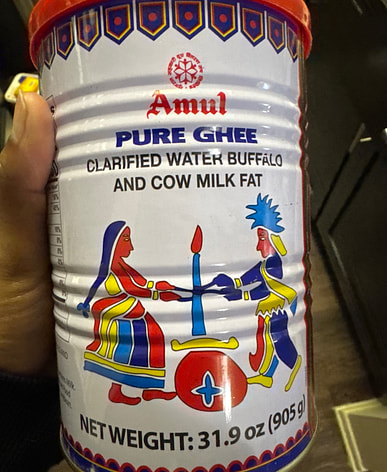 Amul
PURE GHEE
CLARIFIED WATER BUFFALO
AND COW MILK FAT
NET WEIGHT: 31.9 oz (905 g)